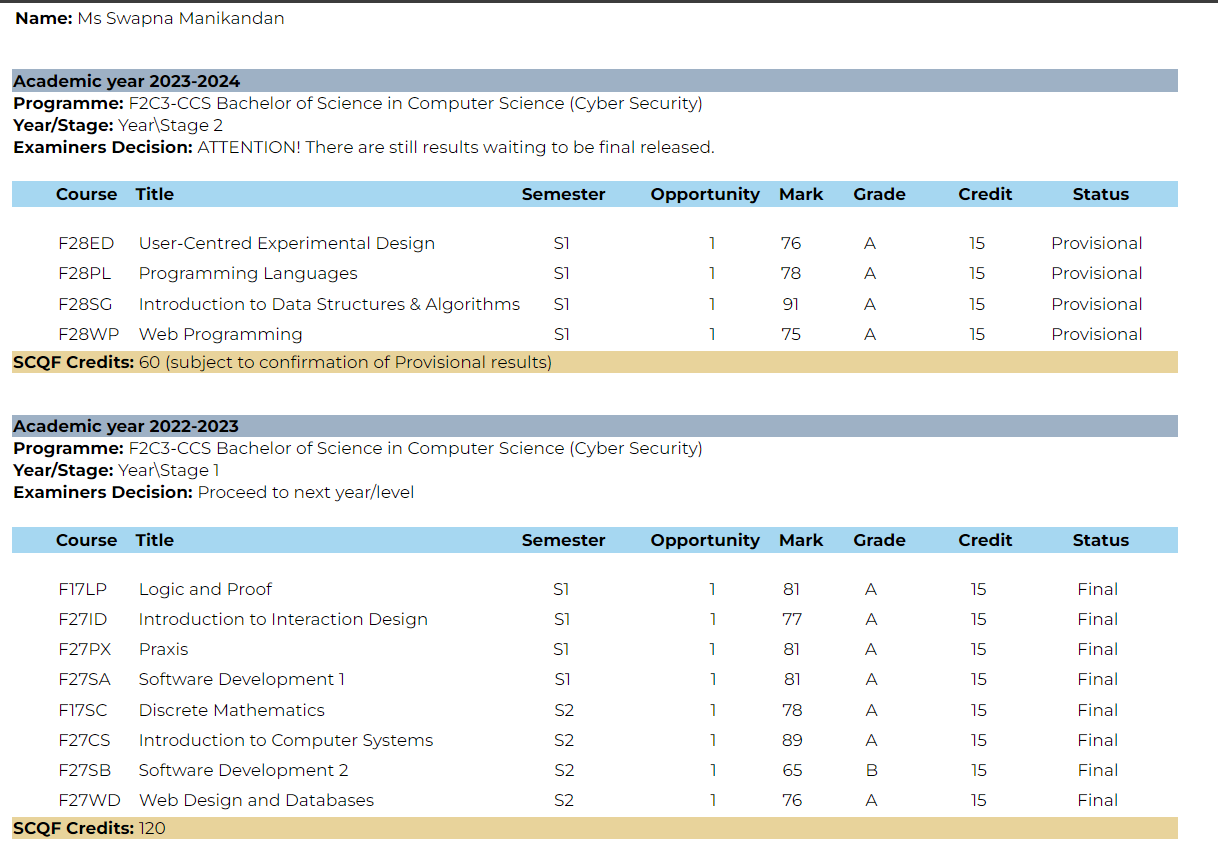 Name: Ms Swapna Manikandan
Academic year 2023-2024
Programme: F2C3-CCS Bachelor of Science in Computer Science (Cyber Security)
Year/Stage: Year\Stage 2
Examiners Decision: ATTENTION! There are still results waiting to be final released.
Course Title Semester Opportunity Mark Grade Credit Status
F28ED User-Centred Experimental Design S1 1 76 A 15 Provisional
F28PL Programming Languages S1 1 78 A 15 Provisional
F28SG Introduction to Data Structures & Algorithms S1 1 91 A 15 Provisional
F28WP Web Programming S1 1 75 A 15 Provisional
SCQF Credits: 60 (subject to confirmation of Provisional results)
Academic year 2022-2023
Programme: F2C3-CCS Bachelor of Science in Computer Science (Cyber Security)
Year/Stage: Year\Stage 1
Examiners Decision: Proceed to next year/level
Course Title Semester Opportunity Mark Grade Credit Status
F17LP Logic and Proof S1 1 81 A 15 Final
F27ID Introduction to Interaction Design S1 1 77 A 15 Final
F27PX Praxis S1 1 81 A 15 Final
F27SA Software Development 1 S1 1 81 A 15 Final
F17SC Discrete Mathematics S2 1 78 A 15 Final
F27CS Introduction to Computer Systems S2 1 89 A 15 Final
F27SB Software Development 2 S2 1 65 B 15 Final
F27WD Web Design and Databases S2 1 76 A 15 Final
SCQF Credits: 120